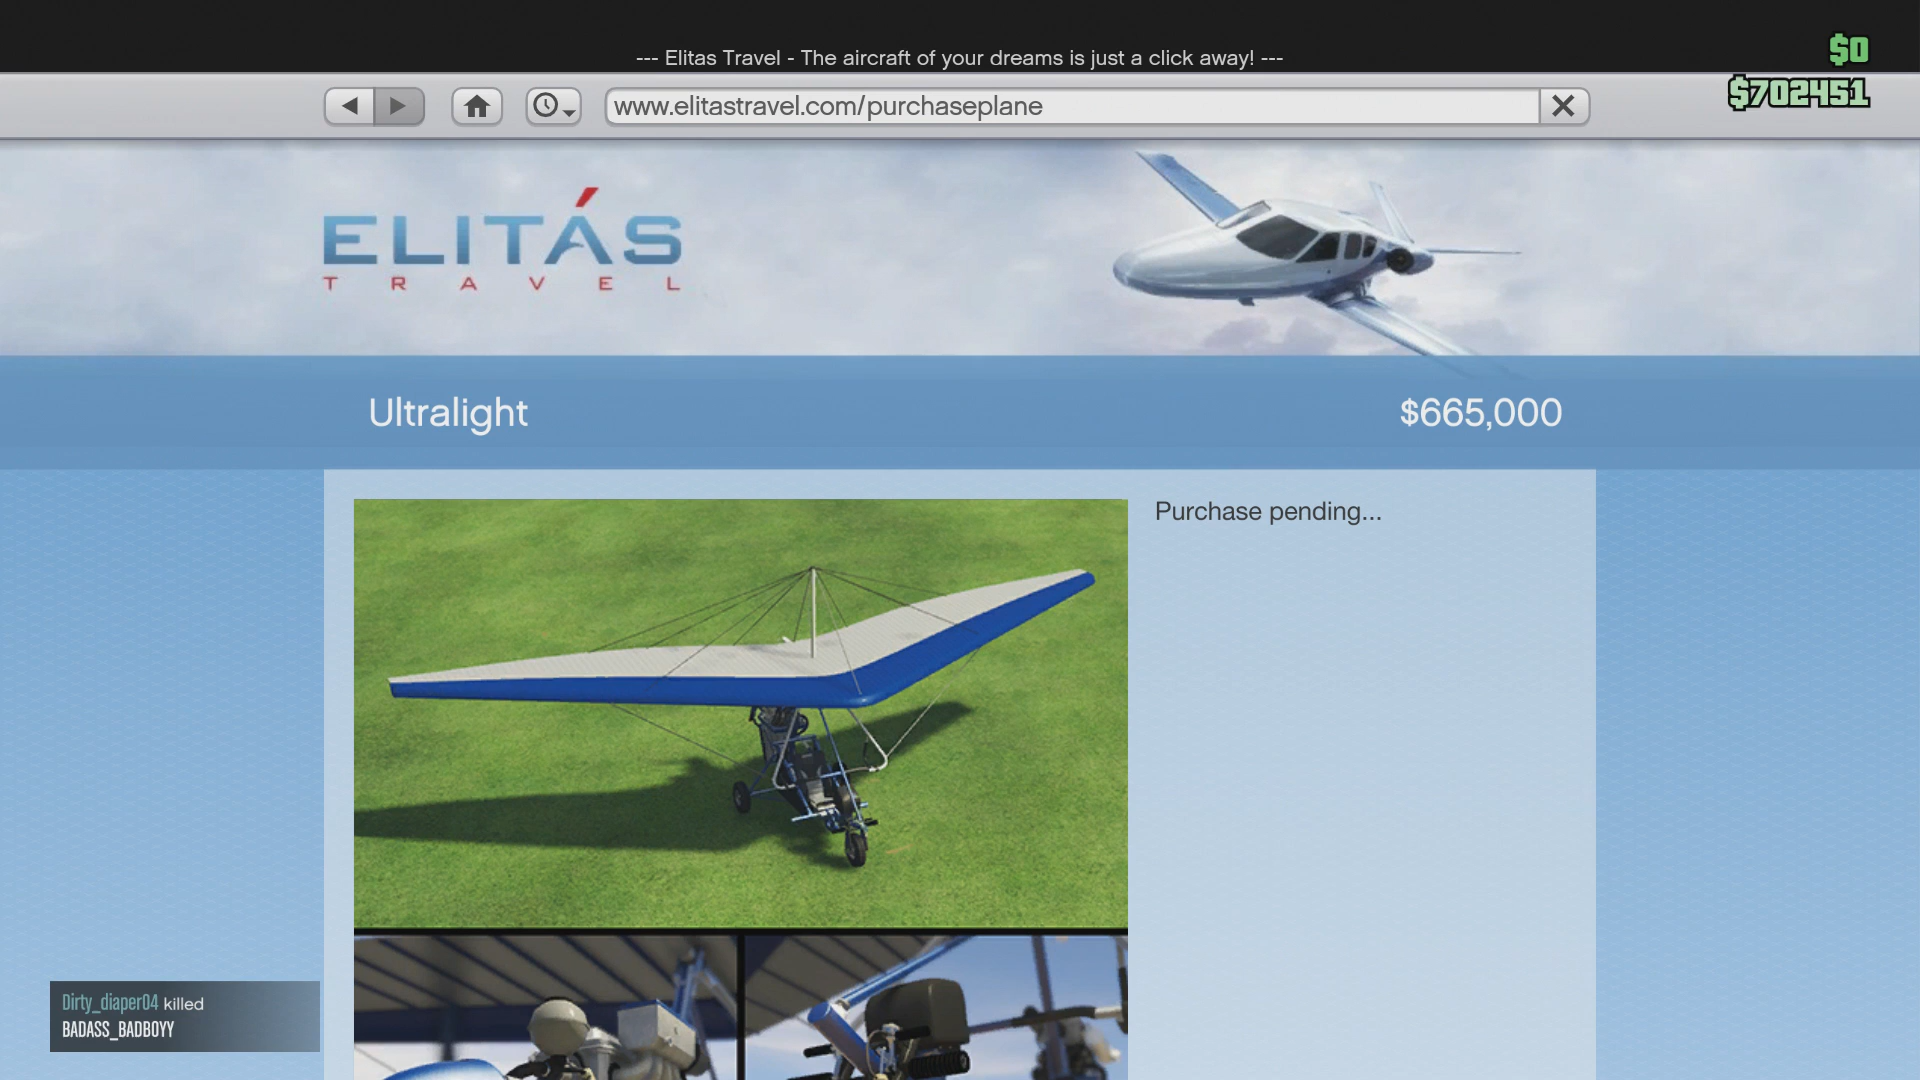 --- Elitas Travel - The aircraft of your dreams is just a click away! ---
$0
$702451
www.elitastravel.com/purchaseplane
ELITÁS
TRAVEL
Ultralight
$665,000
Purchase pending...
Dirty_diaper04 killed
BADASS_BADBOYY